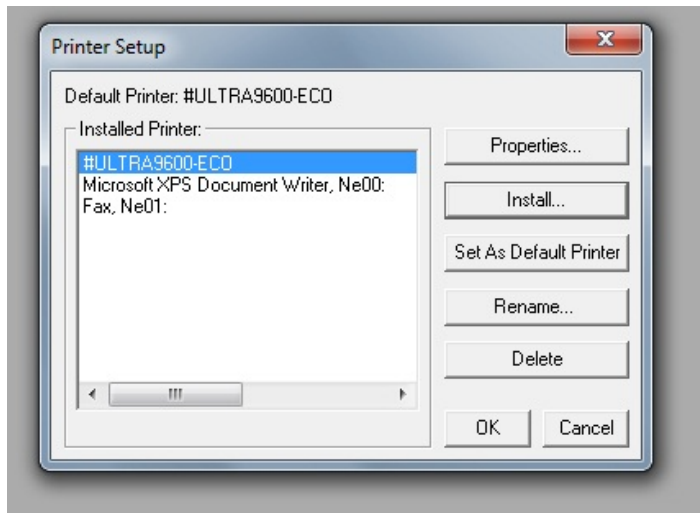 Printer Setup
Default Printer: #ULTRA9600-ECO
Installed Printer:
#ULTRA9600-ECO
Microsoft XPS Document Writer, Ne00:
Fax, Ne01:
Properties...
Install...
Set As Default Printer
Rename...
Delete
OK
Cancel